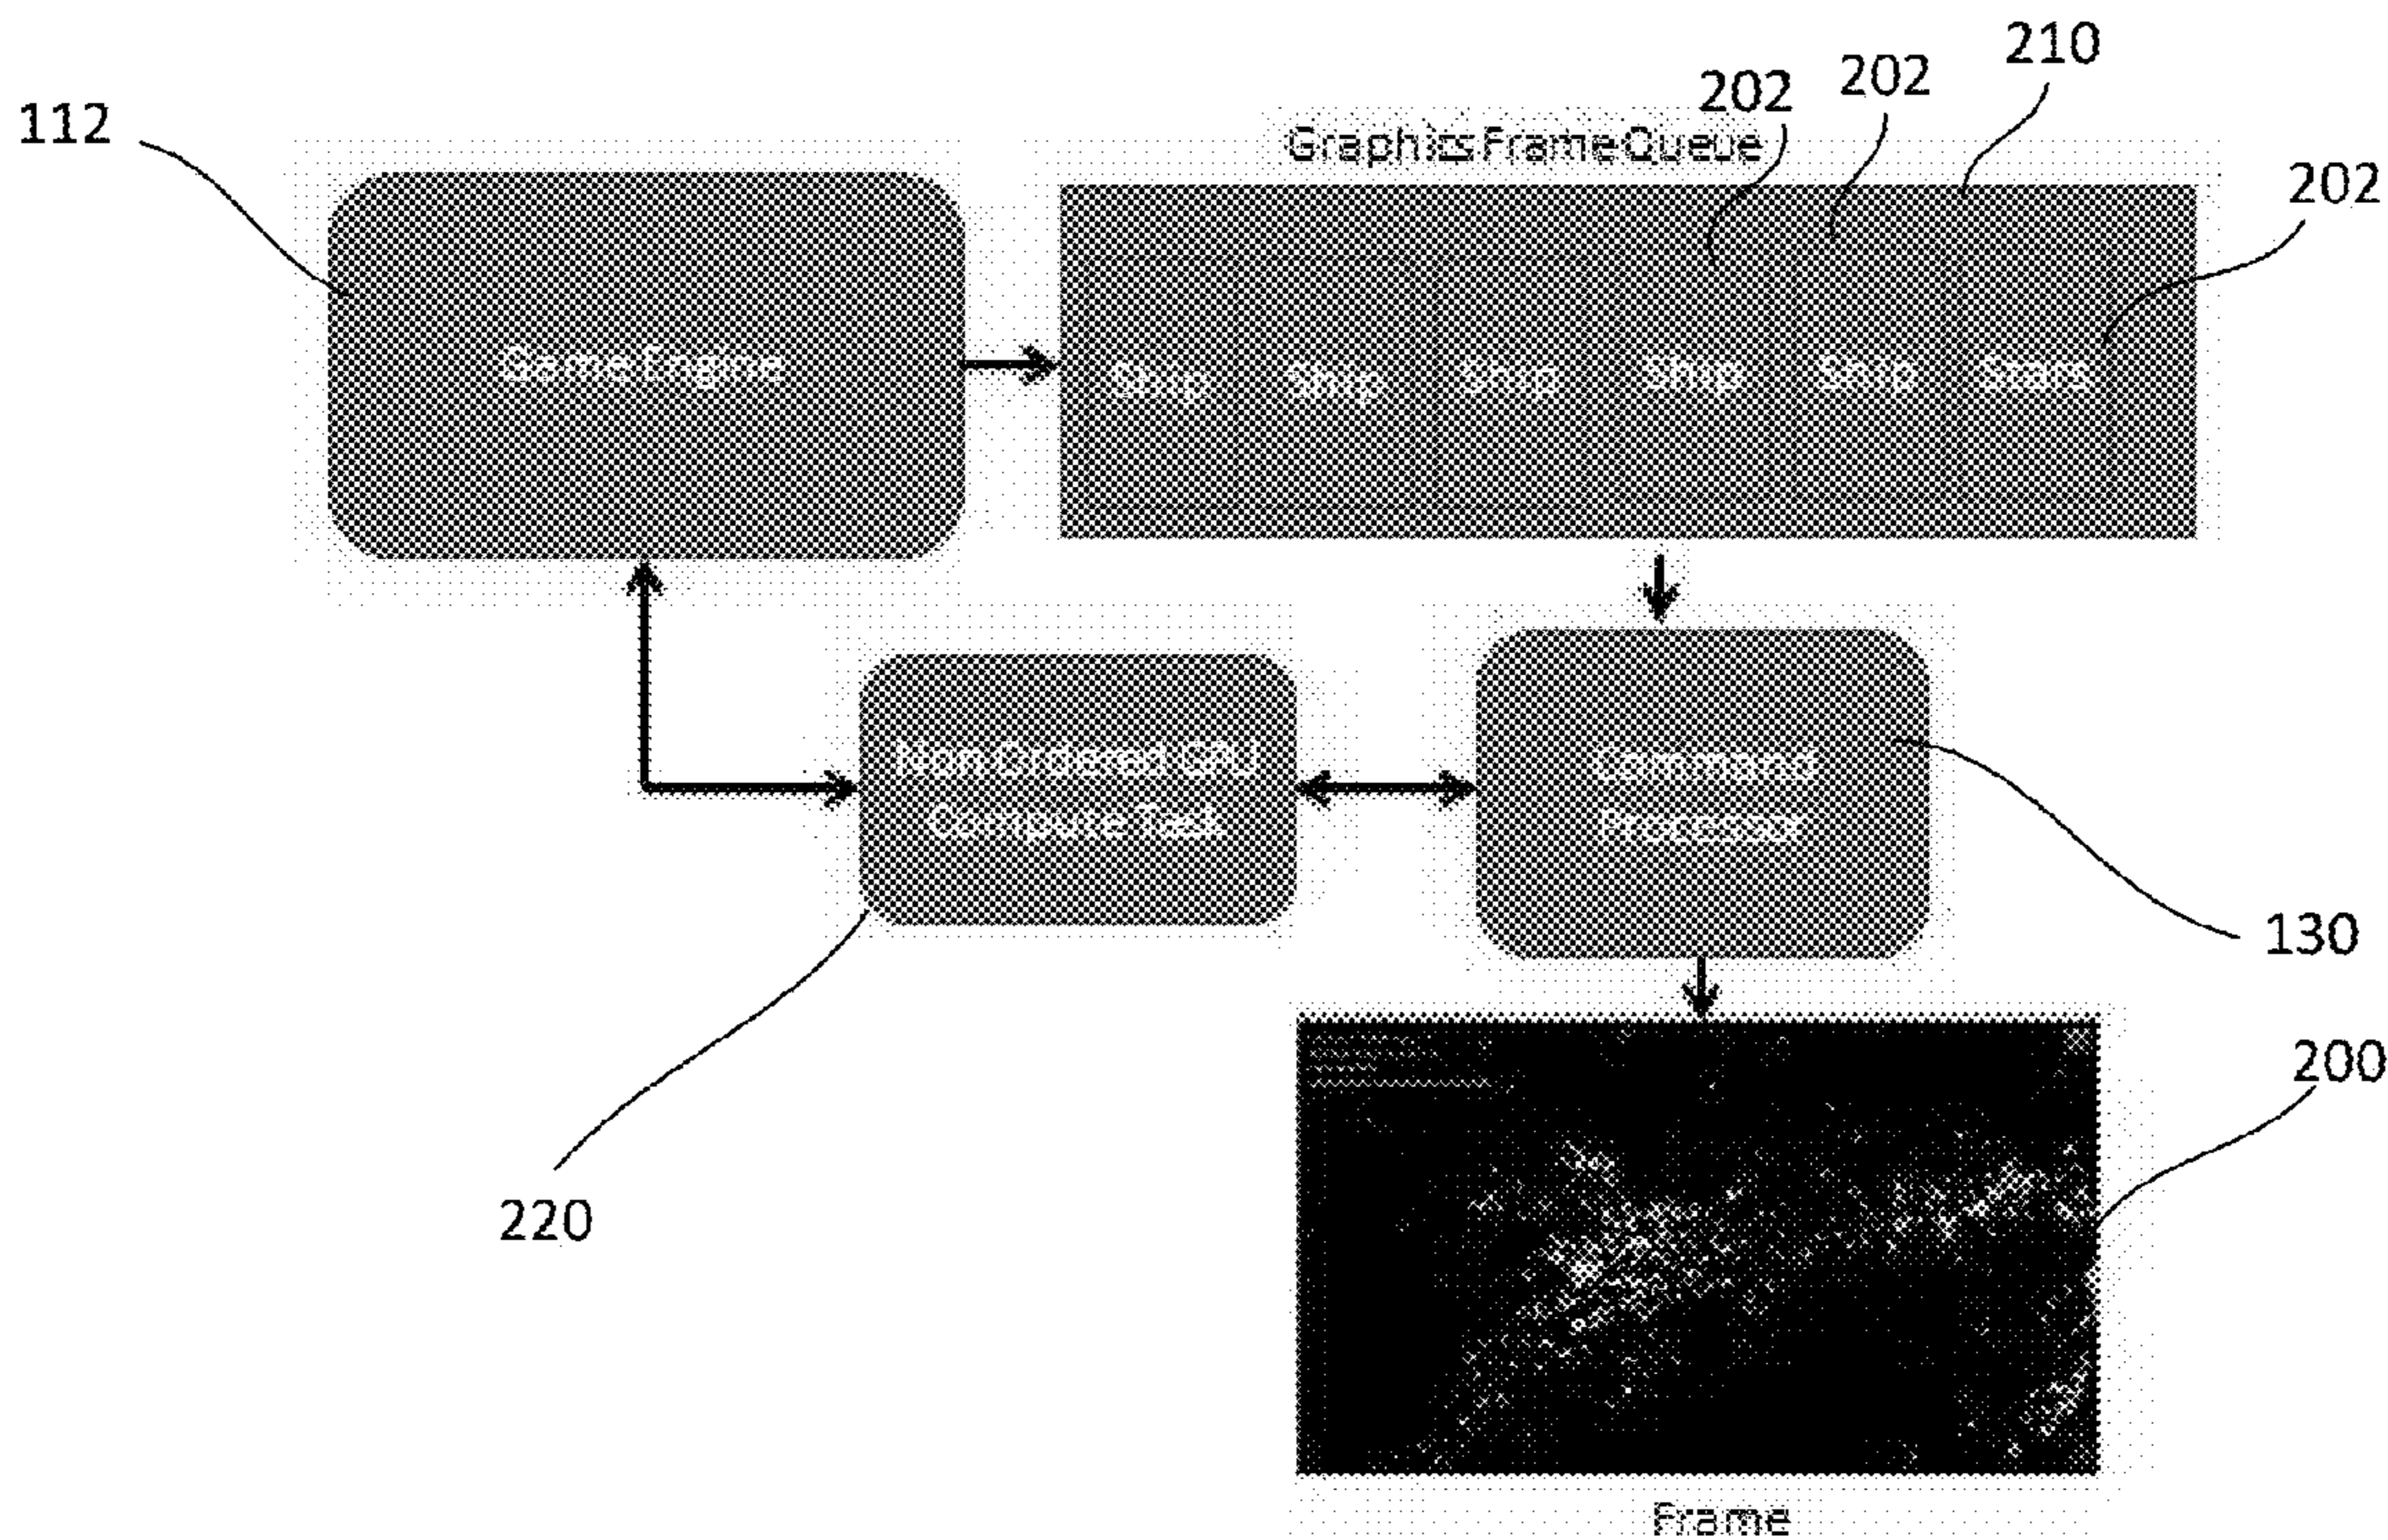 210
202
202
112
Graphics Frame Queue
202
Game Engine
Ship
Ship
Ship
Ship
Ship
Stars
Non Ordered GPU
Compute Task
Command
Processor
130
200
220
Frame